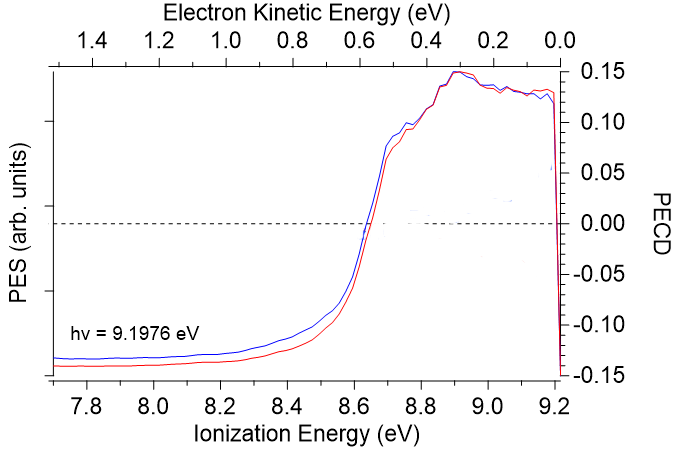 Electron Kinetic Energy (eV)
1.4 1.2 1.0 0.8 0.6 0.4 0.2 0.0
0.15
0.10
0.05
0.00
-0.05
-0.10
-0.15
PES (arb. units)
PECD
hv = 9.1976 eV
7.8 8.0 8.2 8.4 8.6 8.8 9.0 9.2
Ionization Energy (eV)